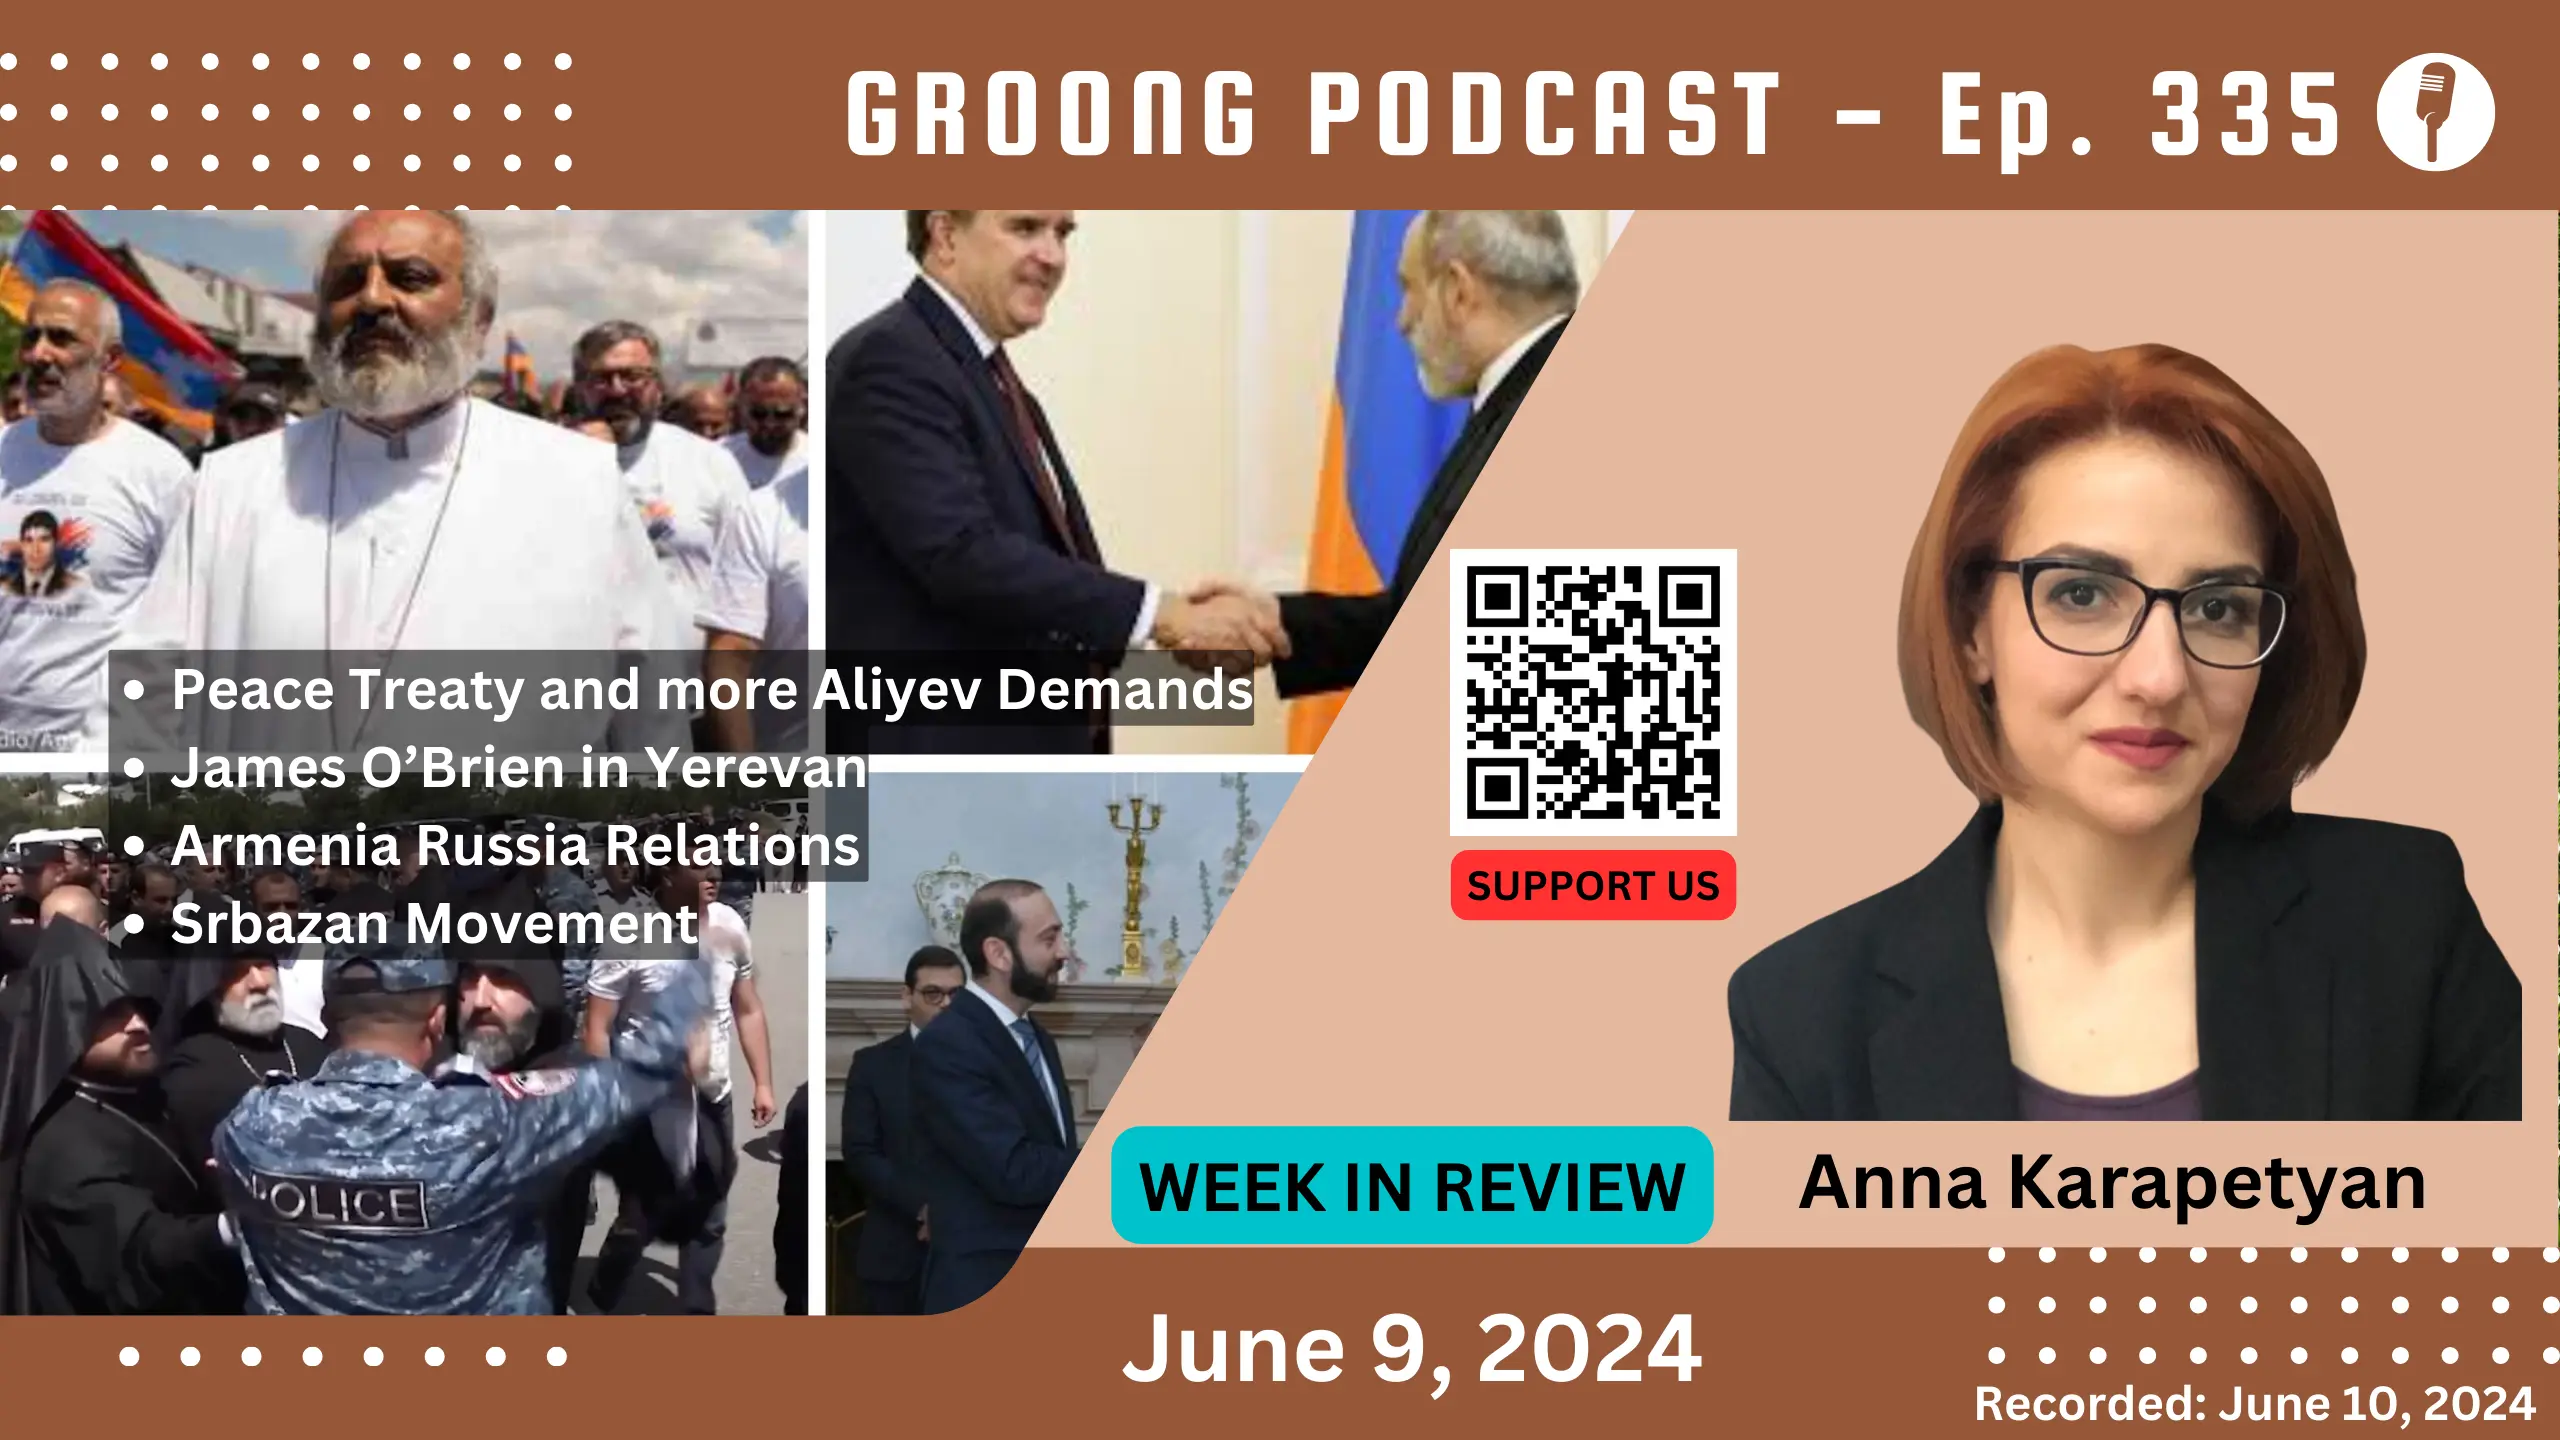 GROONG PODCAST – Ep. 335
• Peace Treaty and more Aliyev Demands
• James O’Brien in Yerevan
• Armenia Russia Relations
• Srbazan Movement
POLICE
SUPPORT US
WEEK IN REVIEW
Anna Karapetyan
June 9, 2024
Recorded: June 10, 2024